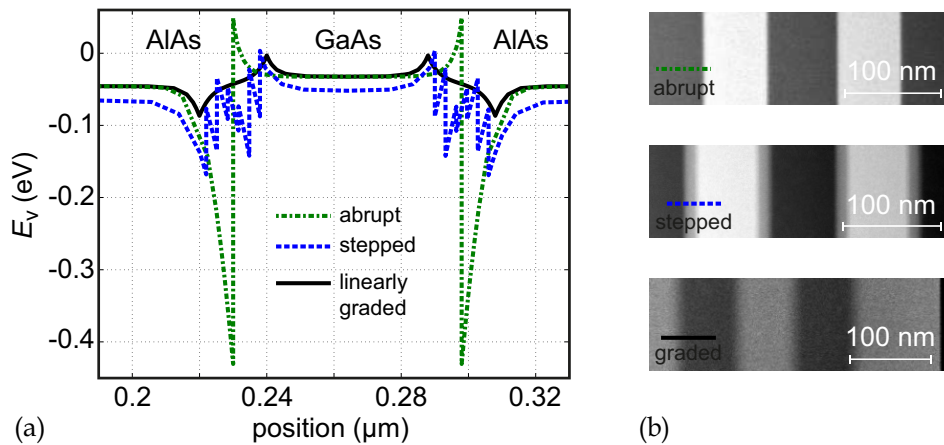 AlAs GaAs AlAs
0
-0.1
-0.2
-0.3
-0.4
E_v (eV)
abrupt
stepped
linearly
graded
0.2 0.24 0.28 0.32
position (μm)
(a)
100 nm
abrupt
100 nm
stepped
100 nm
graded
(b)